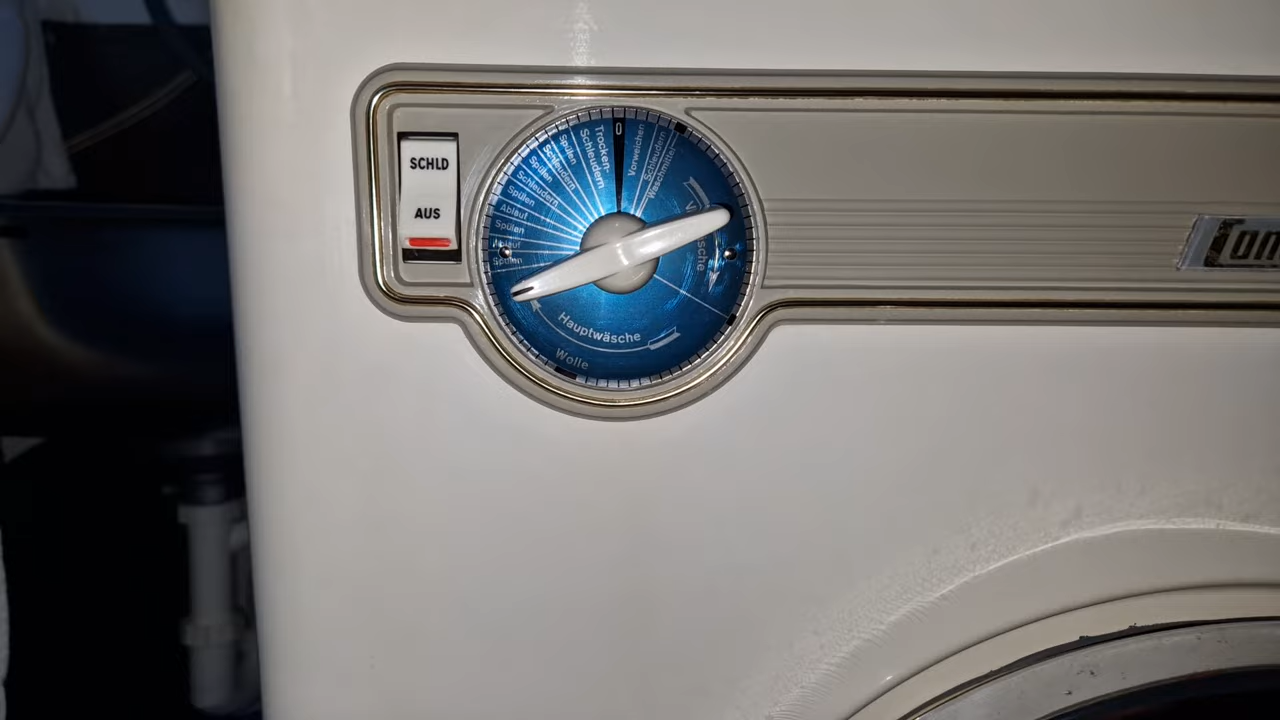 SCHLD
AUS
0
Vorweichen
Schleudern
Waschmittel
Hauptwäsche
Wolle
Spülen
Ablauf
Spülen
Ablauf
Spülen
Schleudern
Spülen
Schleudern
Spülen
Trocken-
Schleudern